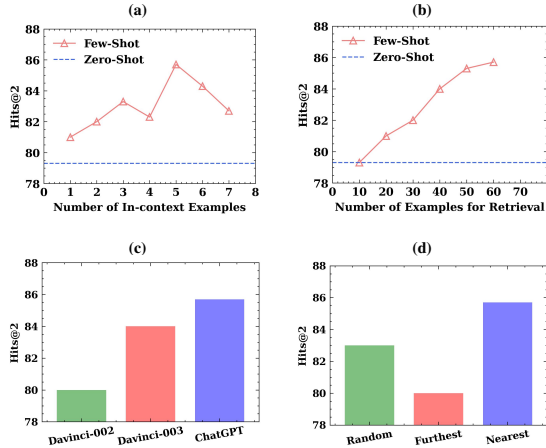 (a)
88
86
84
82
80
78
Hits@2
Few-Shot
Zero-Shot
0 1 2 3 4 5 6 7 8
Number of In-context Examples
(b)
88
86
84
82
80
78
Hits@2
Few-Shot
Zero-Shot
0 10 20 30 40 50 60 70
Number of Examples for Retrieval
(c)
88
86
84
82
80
78
Hits@2
Davinci-002 Davinci-003 ChatGPT
(d)
88
86
84
82
80
78
Hits@2
Random Furthest Nearest